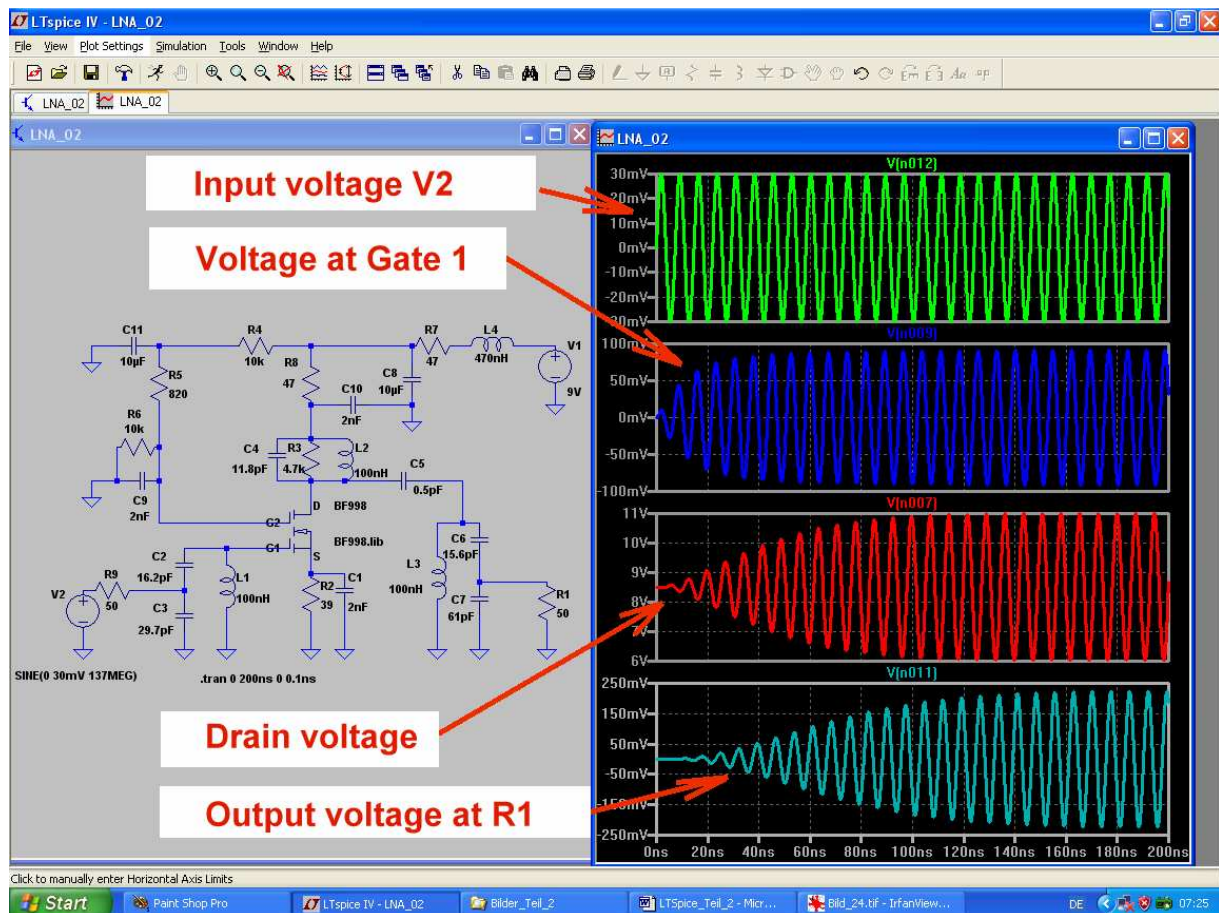 LTspice IV - LNA_02
File View Plot Settings Simulation Tools Window Help
LNA_02 LNA_02
LNA_02
Input voltage V2
Voltage at Gate 1
C11
10µF
R4
10k
R8
47
R7
47
L4
470nH
V1
9V
R5
820
C10
2nF
C8
10µF
R6
10k
C9
2nF
C4
11.8pF
R3
4.7k
L2
100nH
C5
0.5pF
D
BF998
G2
BF998.lib
G1
S
C2
16.2pF
R9
50
V2
C3
29.7pF
L1
100nH
R2
39
C1
2nF
L3
100nH
C6
15.6pF
C7
61pF
R1
50
SINE(0 30mV 137MEG)
.tran 0 200ns 0 0.1ns
Drain voltage
Output voltage at R1
LNA_02
V(n012)
30mV
20mV
10mV
0mV
-10mV
-20mV
-30mV
V(n009)
100mV
50mV
0mV
-50mV
-100mV
V(n007)
11V
10V
9V
8V
7V
6V
V(n011)
250mV
150mV
50mV
-50mV
-150mV
-250mV
0ns 20ns 40ns 60ns 80ns 100ns 120ns 140ns 160ns 180ns 200ns
Click to manually enter Horizontal Axis Limits
Start Paint Shop Pro LTspice IV - LNA_02 Bilder_Teil_2 LTSpice_Teil_2 - Micr... Bild_24.tif - IrfanView... DE 07:25